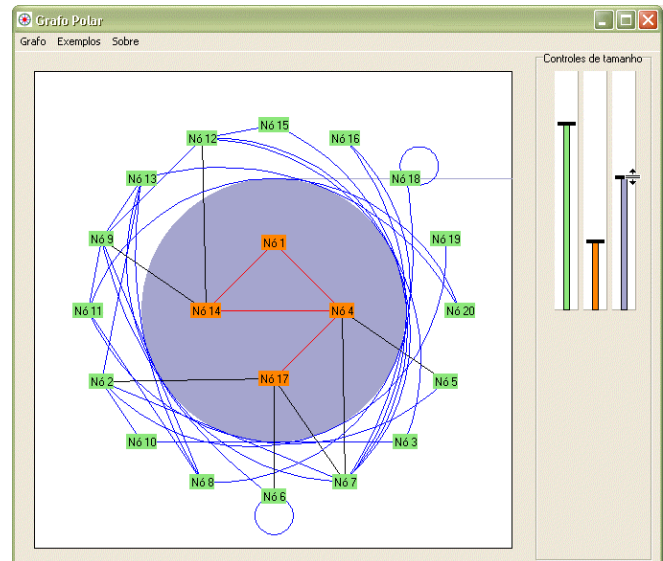 Grafo Polar
Grafo Exemplos Sobre
Controles de tamanho
Nó 15
Nó 12
Nó 16
Nó 13
Nó 18
Nó 9
Nó 1
Nó 19
Nó 11
Nó 14
Nó 4
Nó 20
Nó 2
Nó 17
Nó 5
Nó 10
Nó 3
Nó 8
Nó 7
Nó 6